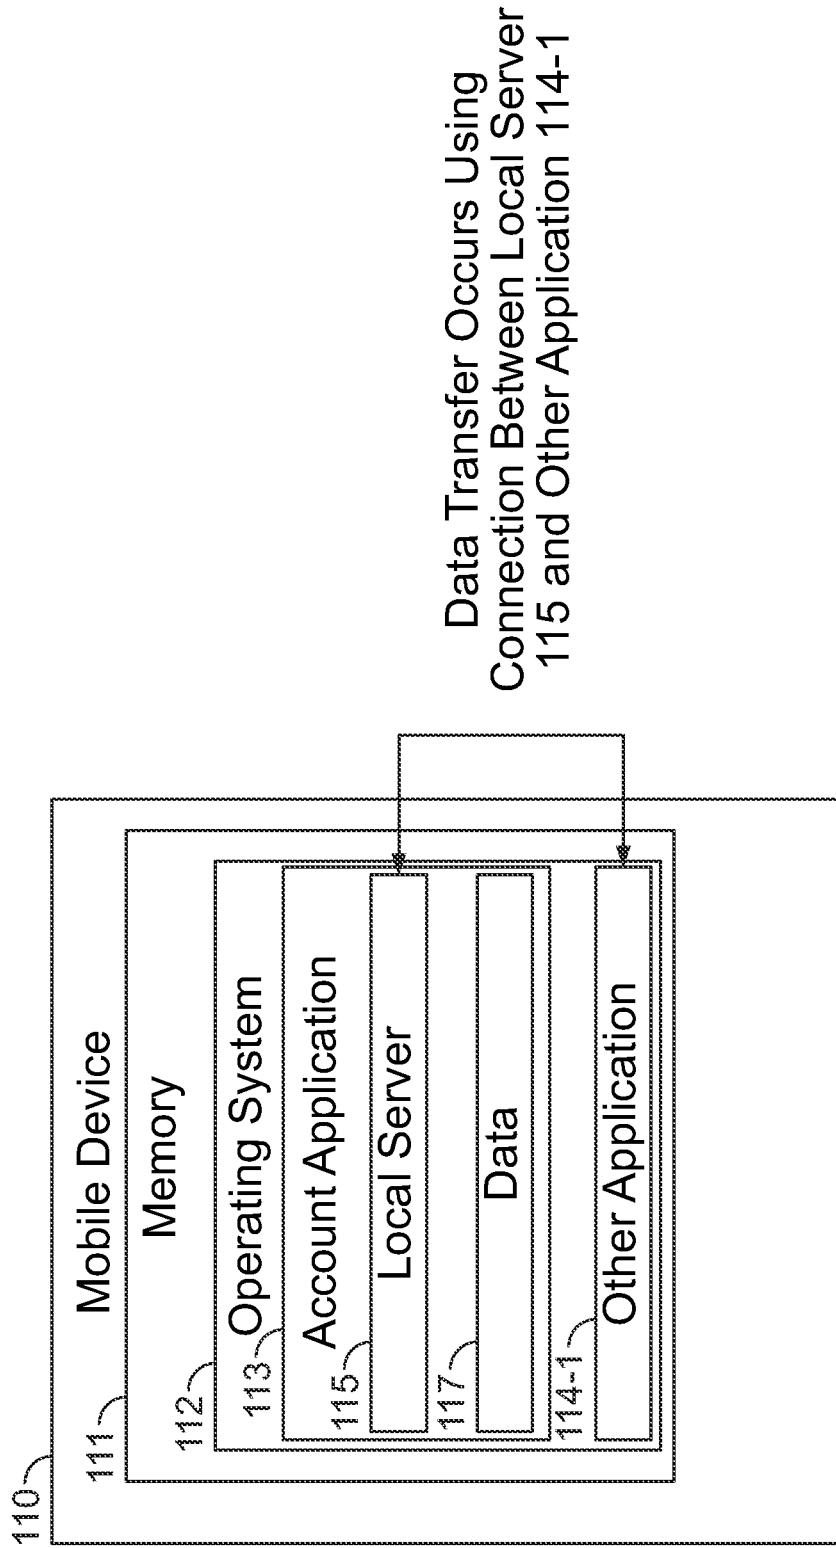 110
Mobile Device
111
Memory
112
Operating System
113
Account Application
115
Local Server
117
Data
114-1
Other Application
Data Transfer Occurs Using
Connection Between Local Server
115 and Other Application 114-1